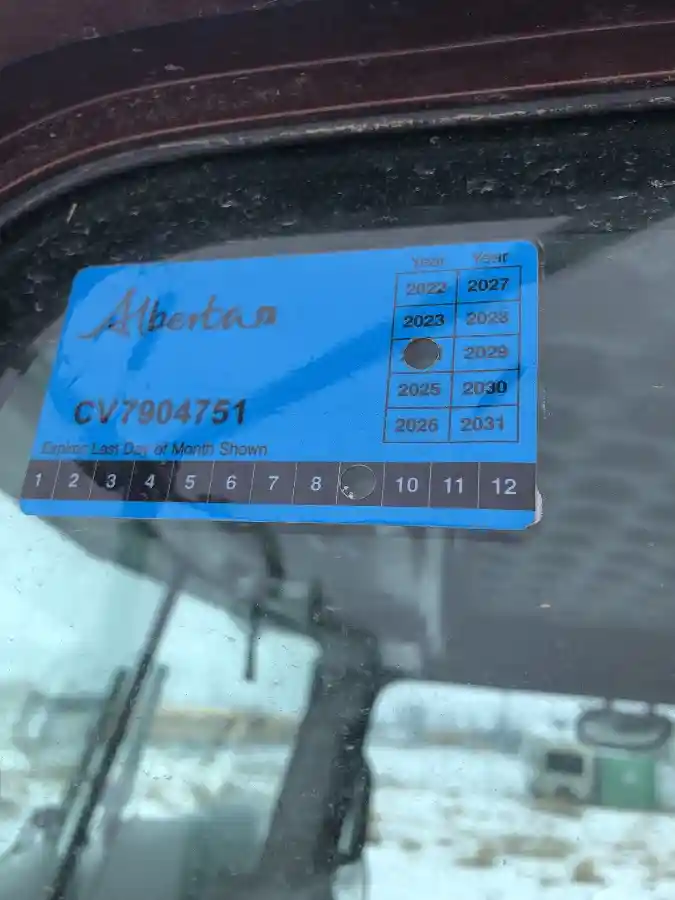 Alberta
Year Year
2022 2027
2023 2028
2029
2025 2030
2026 2031
CV7904751
Expires Last Day of Month Shown
1 2 3 4 5 6 7 8 10 11 12